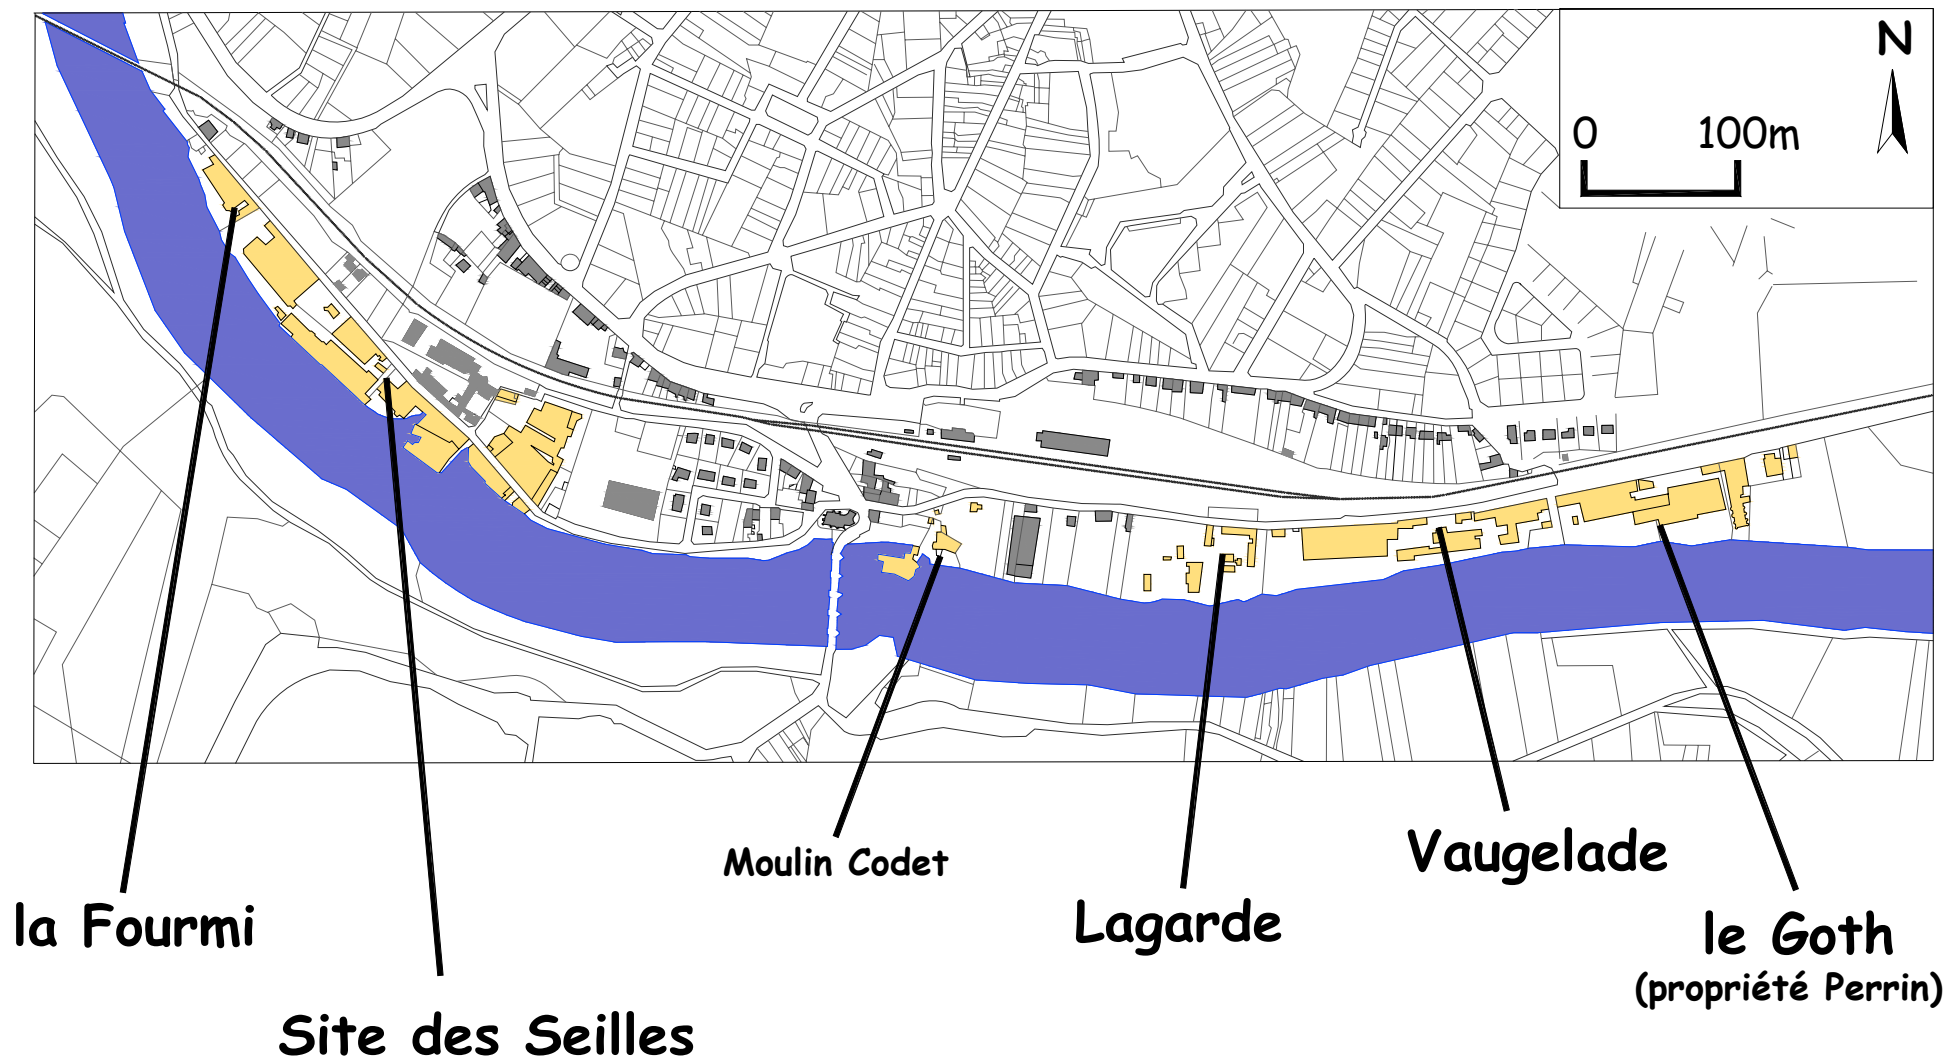 N
0 100m
Moulin Codet
Vaugelade
la Fourmi
Lagarde
le Goth
(propriété Perrin)
Site des Seilles